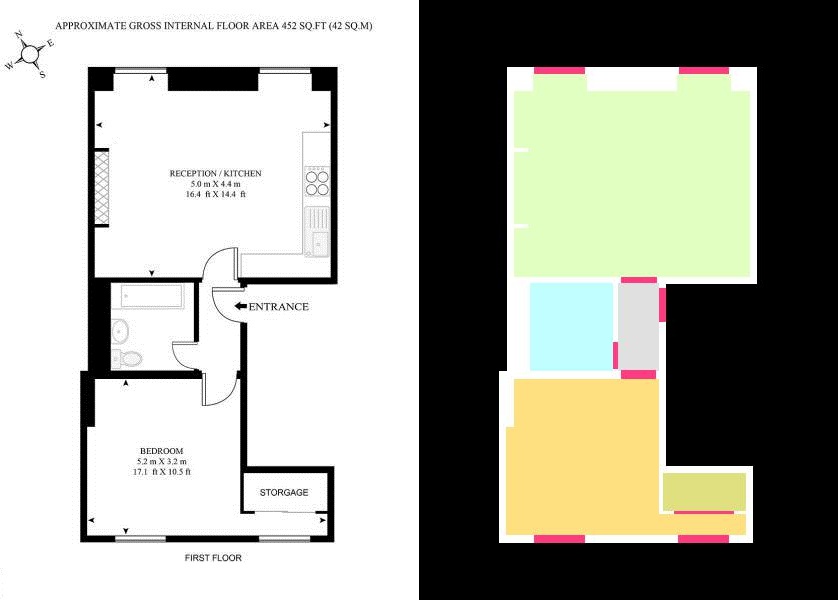 APPROXIMATE GROSS INTERNAL FLOOR AREA 452 SQ.FT (42 SQ.M)
N
E
W
S
RECEPTION / KITCHEN
5.0 m X 4.4 m
16.4 ft X 14.4 ft
ENTRANCE
BEDROOM
5.2 m X 3.2 m
17.1 ft X 10.5 ft
STORGAGE
FIRST FLOOR